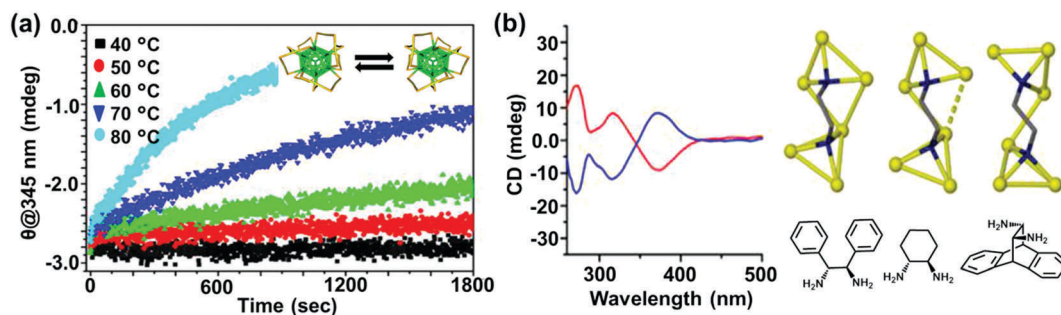 (a)
0.0
-1.0
-2.0
-3.0
θ@345 nm (mdeg)
40 °C
50 °C
60 °C
70 °C
80 °C
0
600
1200
1800
Time (sec)
(b)
30
20
10
0
-10
-20
-30
CD (mdeg)
300
400
500
Wavelength (nm)
NH₂
NH₂
H₂N
NH₂
H₂N
NH₂